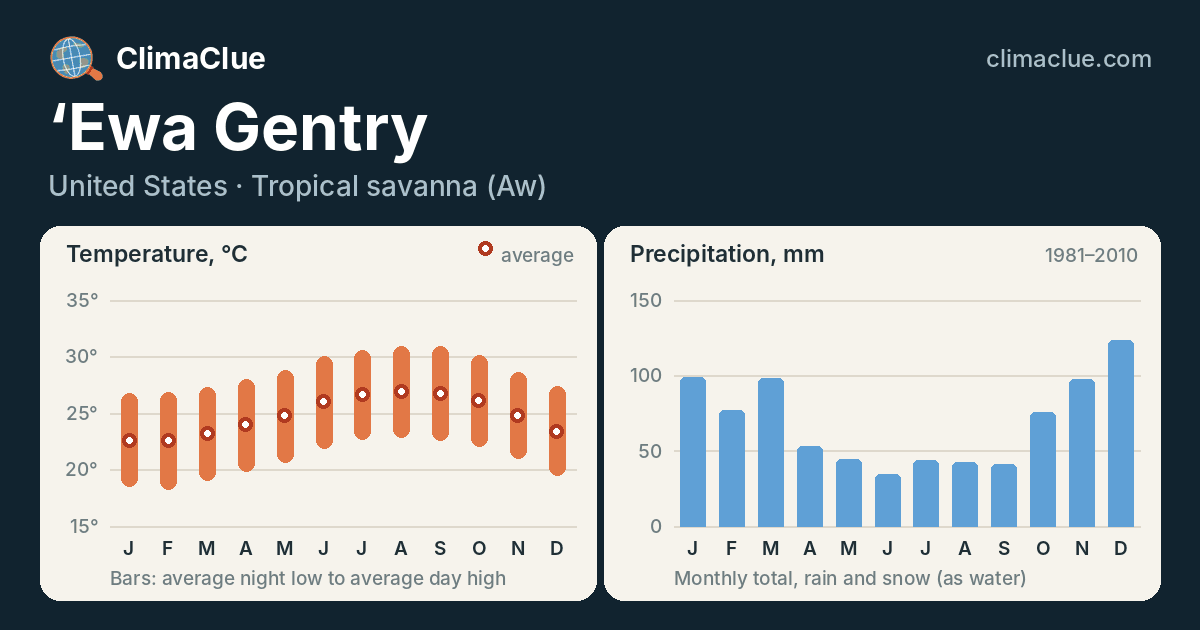 ClimaClue
climaclue.com
‘Ewa Gentry
United States · Tropical savanna (Aw)
Temperature, °C
average
35°
30°
25°
20°
15°
J F M A M J J A S O N D
Bars: average night low to average day high
Precipitation, mm
1981–2010
150
100
50
0
J F M A M J J A S O N D
Monthly total, rain and snow (as water)